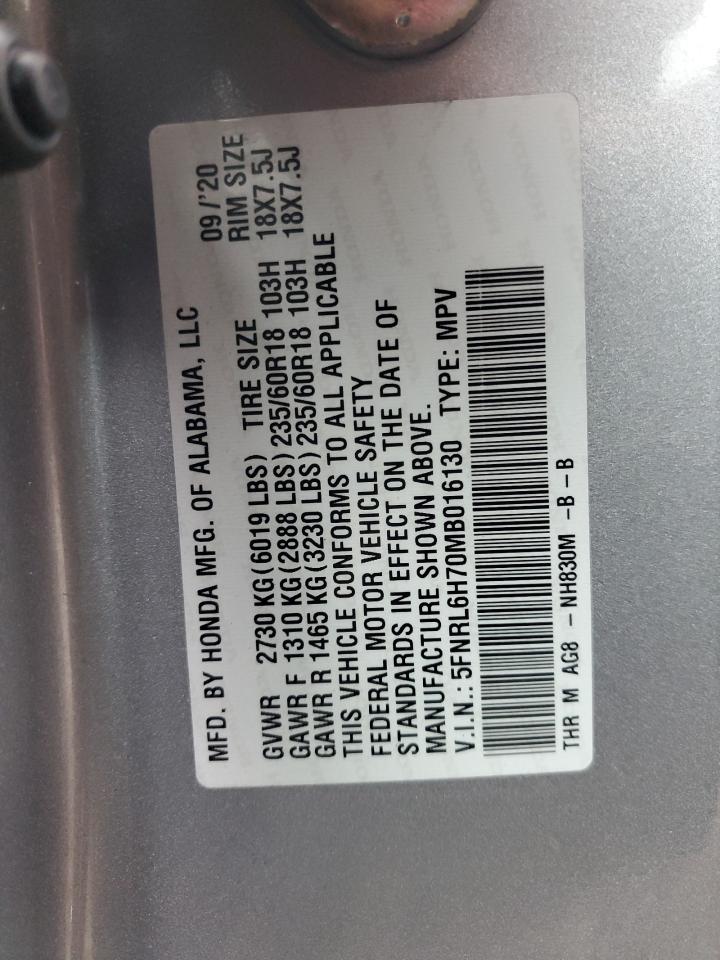 MFD. BY HONDA MFG. OF ALABAMA, LLC 09/'20
GVWR 2730 KG(6019 LBS) TIRE SIZE RIM SIZE
GAWR F 1310 KG(2888 LBS) 235/60R18 103H 18X7.5J
GAWR R 1465 KG(3230 LBS) 235/60R18 103H 18X7.5J
THIS VEHICLE CONFORMS TO ALL APPLICABLE
FEDERAL MOTOR VEHICLE SAFETY
STANDARDS IN EFFECT ON THE DATE OF
MANUFACTURE SHOWN ABOVE.
V.I.N.: 5FNRL6H70MB016130 TYPE: MPV
THR M AG8 - NH830M -B-B